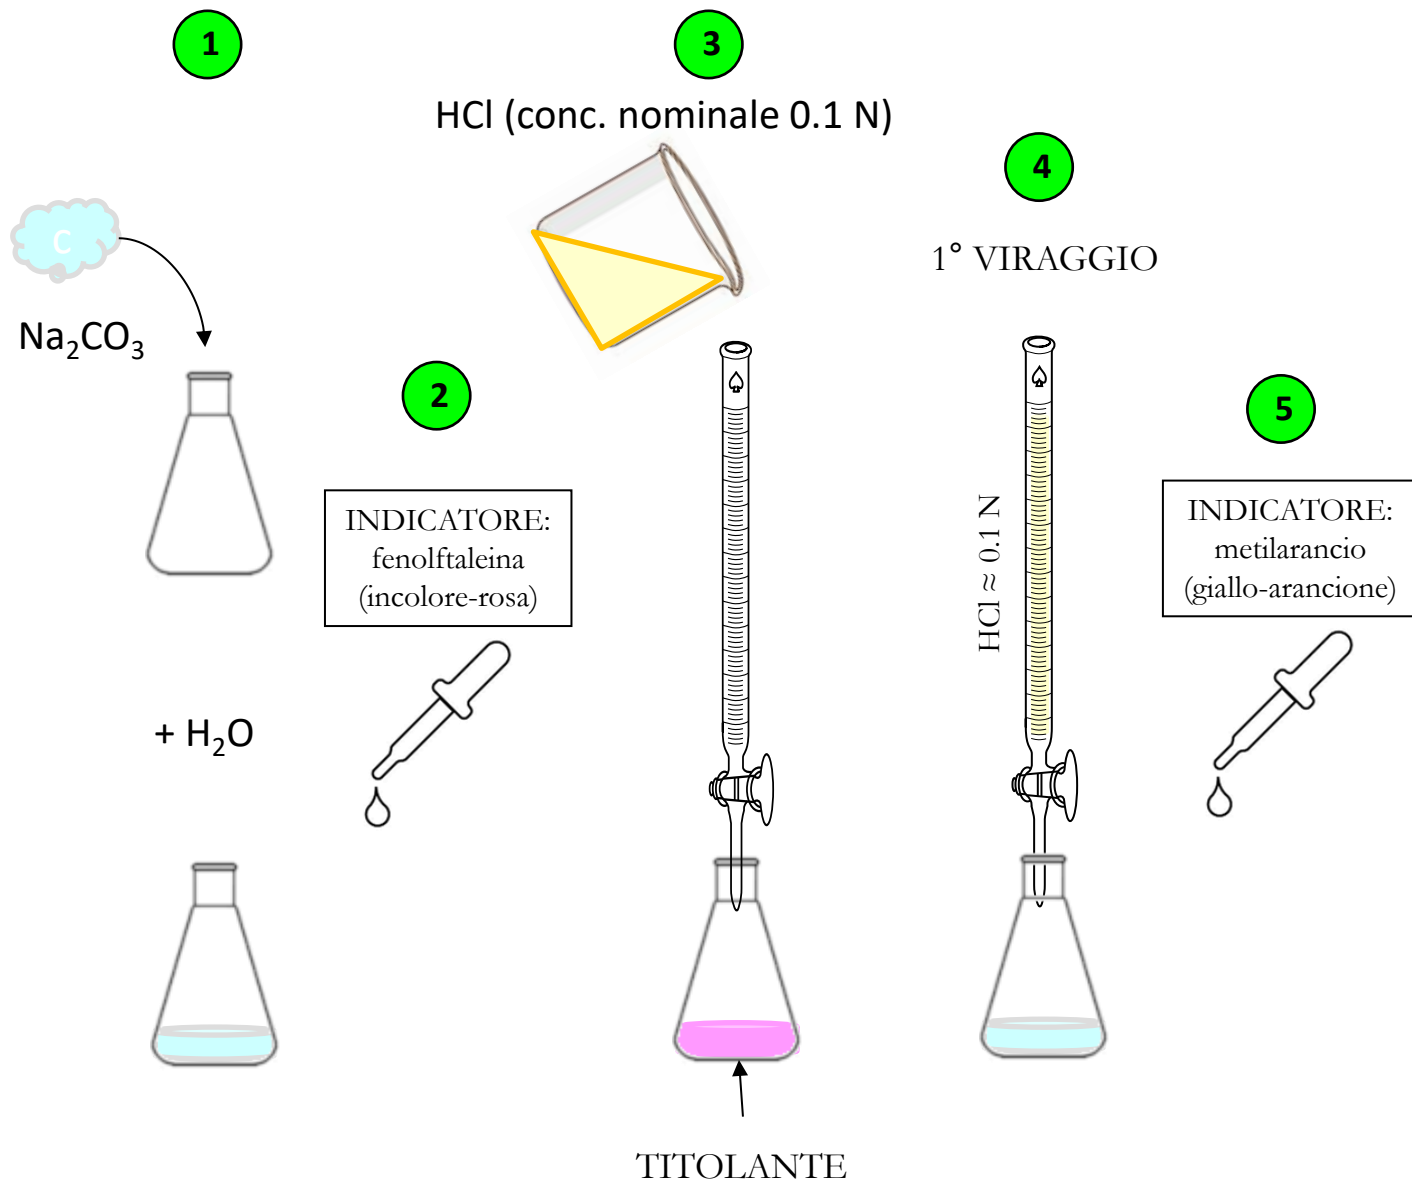 1
C
Na₂CO₃
+ H₂O
2
INDICATORE:
fenolftaleina
(incolore-rosa)
3
HCl (conc. nominale 0.1 N)
TITOLANTE
4
1° VIRAGGIO
HCl ≈ 0.1 N
5
INDICATORE:
metilarancio
(giallo-arancione)